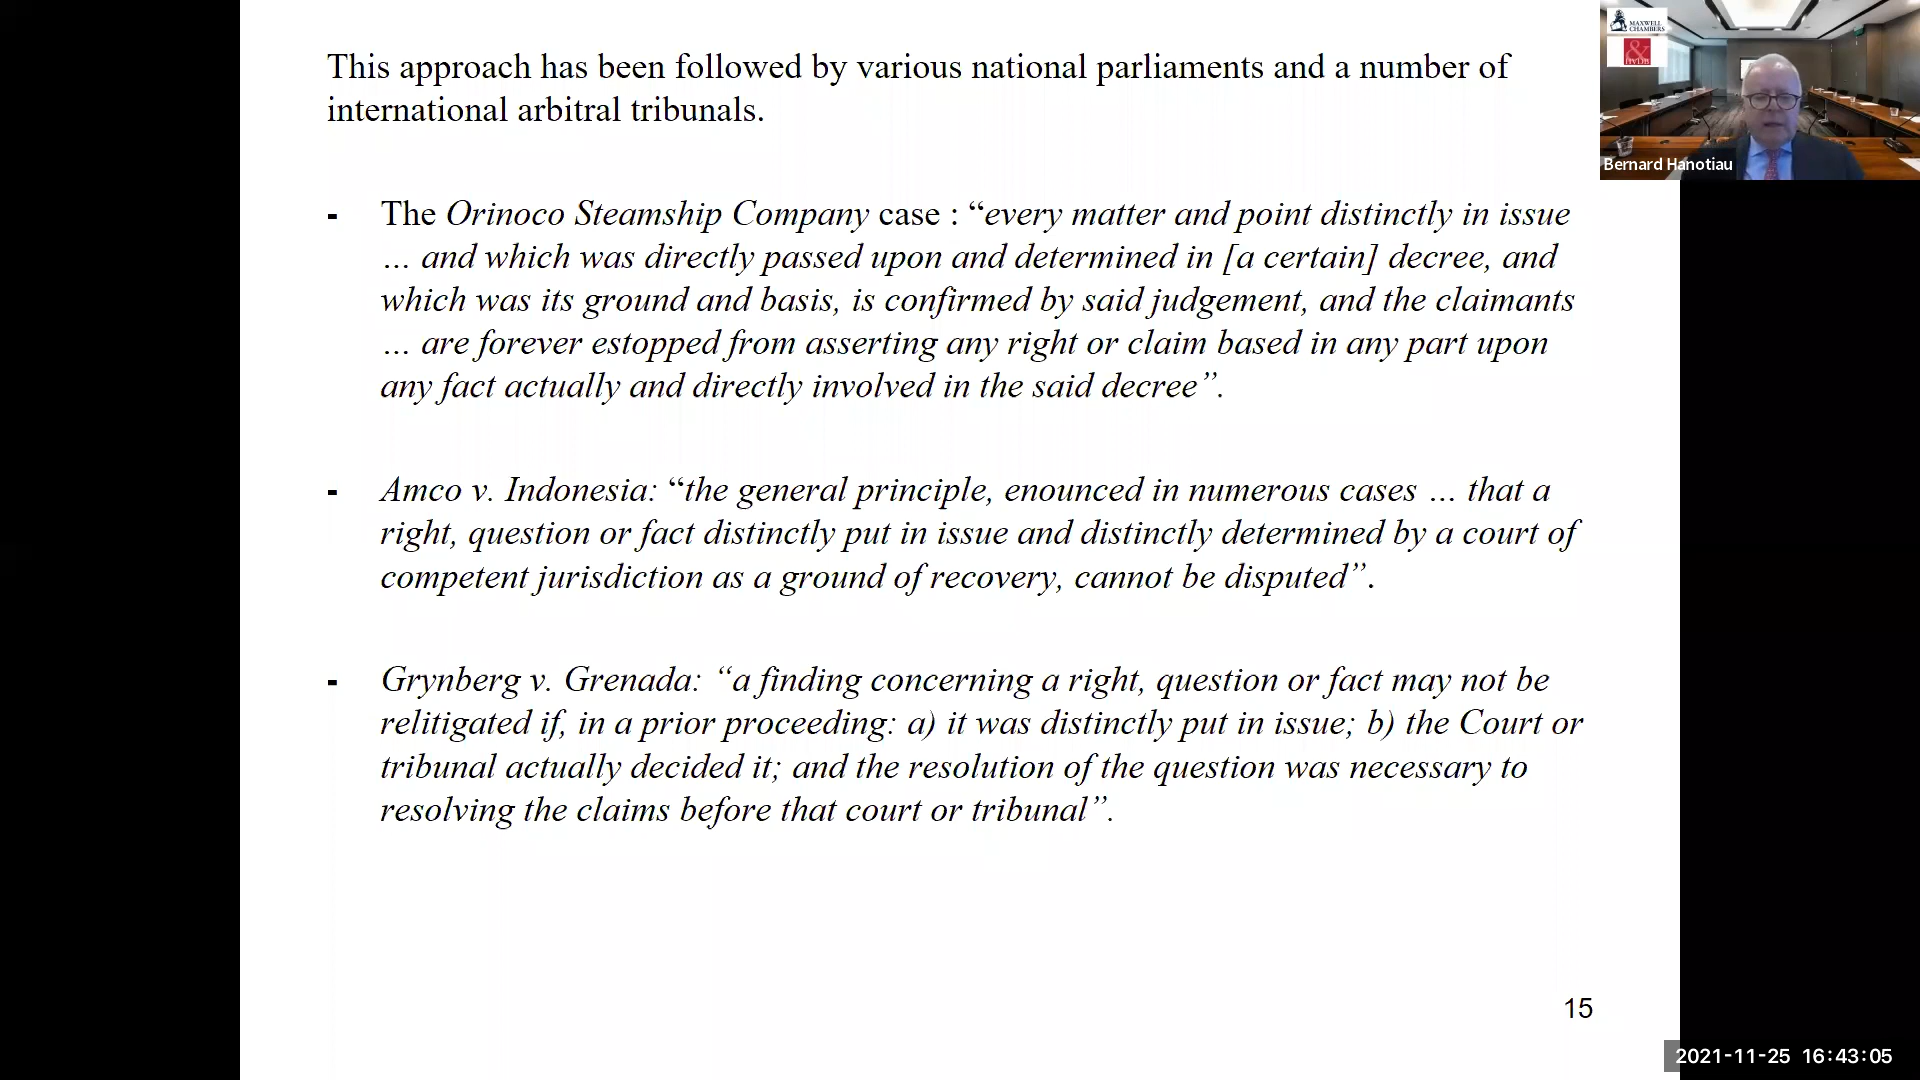 This approach has been followed by various national parliaments and a number of
international arbitral tribunals.
- The Orinoco Steamship Company case : “every matter and point distinctly in issue
… and which was directly passed upon and determined in [a certain] decree, and
which was its ground and basis, is confirmed by said judgement, and the claimants
… are forever estopped from asserting any right or claim based in any part upon
any fact actually and directly involved in the said decree”.
- Amco v. Indonesia: “the general principle, enounced in numerous cases … that a
right, question or fact distinctly put in issue and distinctly determined by a court of
competent jurisdiction as a ground of recovery, cannot be disputed”.
- Grynberg v. Grenada: “a finding concerning a right, question or fact may not be
relitigated if, in a prior proceeding: a) it was distinctly put in issue; b) the Court or
tribunal actually decided it; and the resolution of the question was necessary to
resolving the claims before that court or tribunal”.
15
MAXWELL
CHAMBERS
&
HVDB
Bernard Hanotiau
2021-11-25 16:43:05